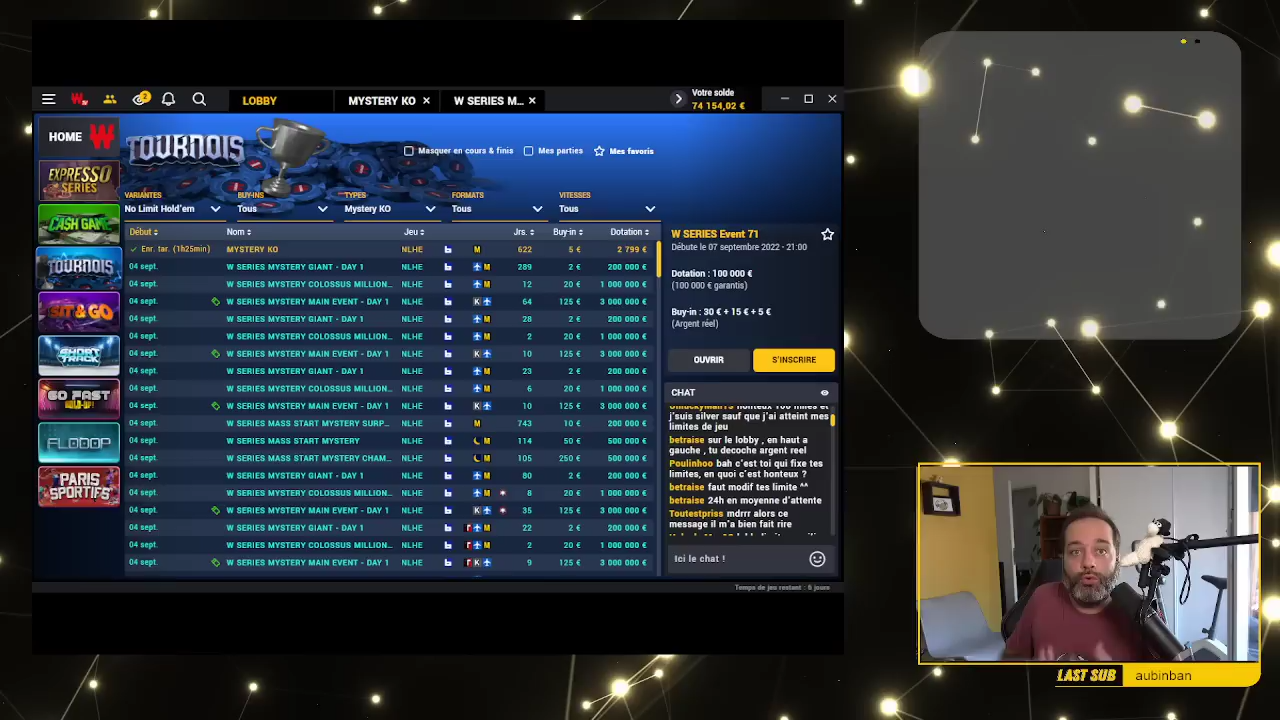 2
LOBBY
MYSTERY KO ×
W SERIES M... ×
Votre solde
74 154,02 €
HOME W
TOURNOIS
Masquer en cours & finis
Mes parties
Mes favoris
VARIANTES BUY-INS TYPES FORMATS VITESSES
No Limit Hold'em Tous Mystery KO Tous Tous
Début Nom Jeu Jrs. Buy-in Dotation
Enr. tar. (1h25min) MYSTERY KO NLHE M 622 5 € 2 799 €
04 sept. W SERIES MYSTERY GIANT - DAY 1 NLHE M 289 2 € 200 000 €
04 sept. W SERIES MYSTERY COLOSSUS MILLION... NLHE M 12 20 € 1 000 000 €
04 sept. W SERIES MYSTERY MAIN EVENT - DAY 1 NLHE K 64 125 € 3 000 000 €
04 sept. W SERIES MYSTERY GIANT - DAY 1 NLHE M 28 2 € 200 000 €
04 sept. W SERIES MYSTERY COLOSSUS MILLION... NLHE M 2 20 € 1 000 000 €
04 sept. W SERIES MYSTERY MAIN EVENT - DAY 1 NLHE K 10 125 € 3 000 000 €
04 sept. W SERIES MYSTERY GIANT - DAY 1 NLHE M 23 2 € 200 000 €
04 sept. W SERIES MYSTERY COLOSSUS MILLION... NLHE M 6 20 € 1 000 000 €
04 sept. W SERIES MYSTERY MAIN EVENT - DAY 1 NLHE K 10 125 € 3 000 000 €
04 sept. W SERIES MASS START MYSTERY SURP... NLHE M 743 10 € 200 000 €
04 sept. W SERIES MASS START MYSTERY NLHE M 114 50 € 500 000 €
04 sept. W SERIES MASS START MYSTERY CHAM... NLHE M 105 250 € 500 000 €
04 sept. W SERIES MYSTERY GIANT - DAY 1 NLHE M 80 2 € 200 000 €
04 sept. W SERIES MYSTERY COLOSSUS MILLION... NLHE M 8 20 € 1 000 000 €
04 sept. W SERIES MYSTERY MAIN EVENT - DAY 1 NLHE K 35 125 € 3 000 000 €
04 sept. W SERIES MYSTERY GIANT - DAY 1 NLHE M 22 2 € 200 000 €
04 sept. W SERIES MYSTERY COLOSSUS MILLION... NLHE M 2 20 € 1 000 000 €
04 sept. W SERIES MYSTERY MAIN EVENT - DAY 1 NLHE K 9 125 € 3 000 000 €
EXPRESSO
SERIES
CASH GAME
TOURNOIS
SIT & GO
SHORT
TRACK
GO FAST
HOLD-UP!
FLOOOP
PARIS
SPORTIFS
W SERIES Event 71
Débute le 07 septembre 2022 - 21:00
Dotation : 100 000 €
(100 000 € garantis)
Buy-in : 30 € + 15 € + 5 €
(Argent réel)
OUVRIR
S'INSCRIRE
CHAT
honteux 100 miles et
j'suis silver sauf que j'ai atteint mes
limites de jeu
betraise sur le lobby , en haut a
gauche , tu decoche argent reel
Poulinhoo bah c'est toi qui fixe tes
limites, en quoi c'est honteux ?
betraise faut modif tes limite ^^
betraise 24h en moyenne d'attente
Toutestpriss mdrrr alors ce
message il m'a bien fait rire
Ici le chat !
Temps de jeu restant : 5 jours
LAST SUB aubinban